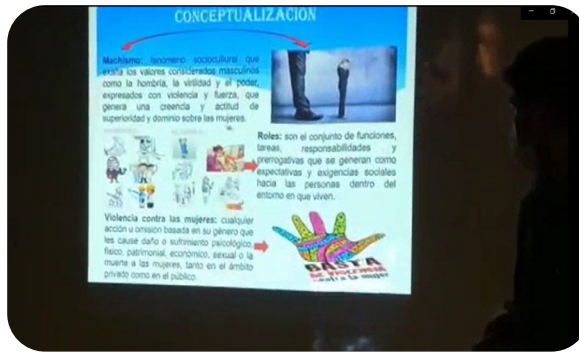 CONCEPTUALIZACIÓN
Machismo: fenómeno sociocultural que
exalta los valores considerados masculinos
como la hombría, la virilidad y el poder,
expresados con violencia y fuerza, que
genera una creencia y actitud de
superioridad y dominio sobre las mujeres.
Roles: son el conjunto de funciones,
tareas, responsabilidades y
prerrogativas que se generan como
expectativas y exigencias sociales
hacia las personas dentro del
entorno en que viven.
Violencia contra las mujeres: cualquier
acción u omisión basada en su género que
les cause daño o sufrimiento psicológico,
físico, patrimonial, económico, sexual o la
muerte a las mujeres, tanto en el ámbito
privado como en el público.
BASTA
DE VIOLENCIA
contra la mujer